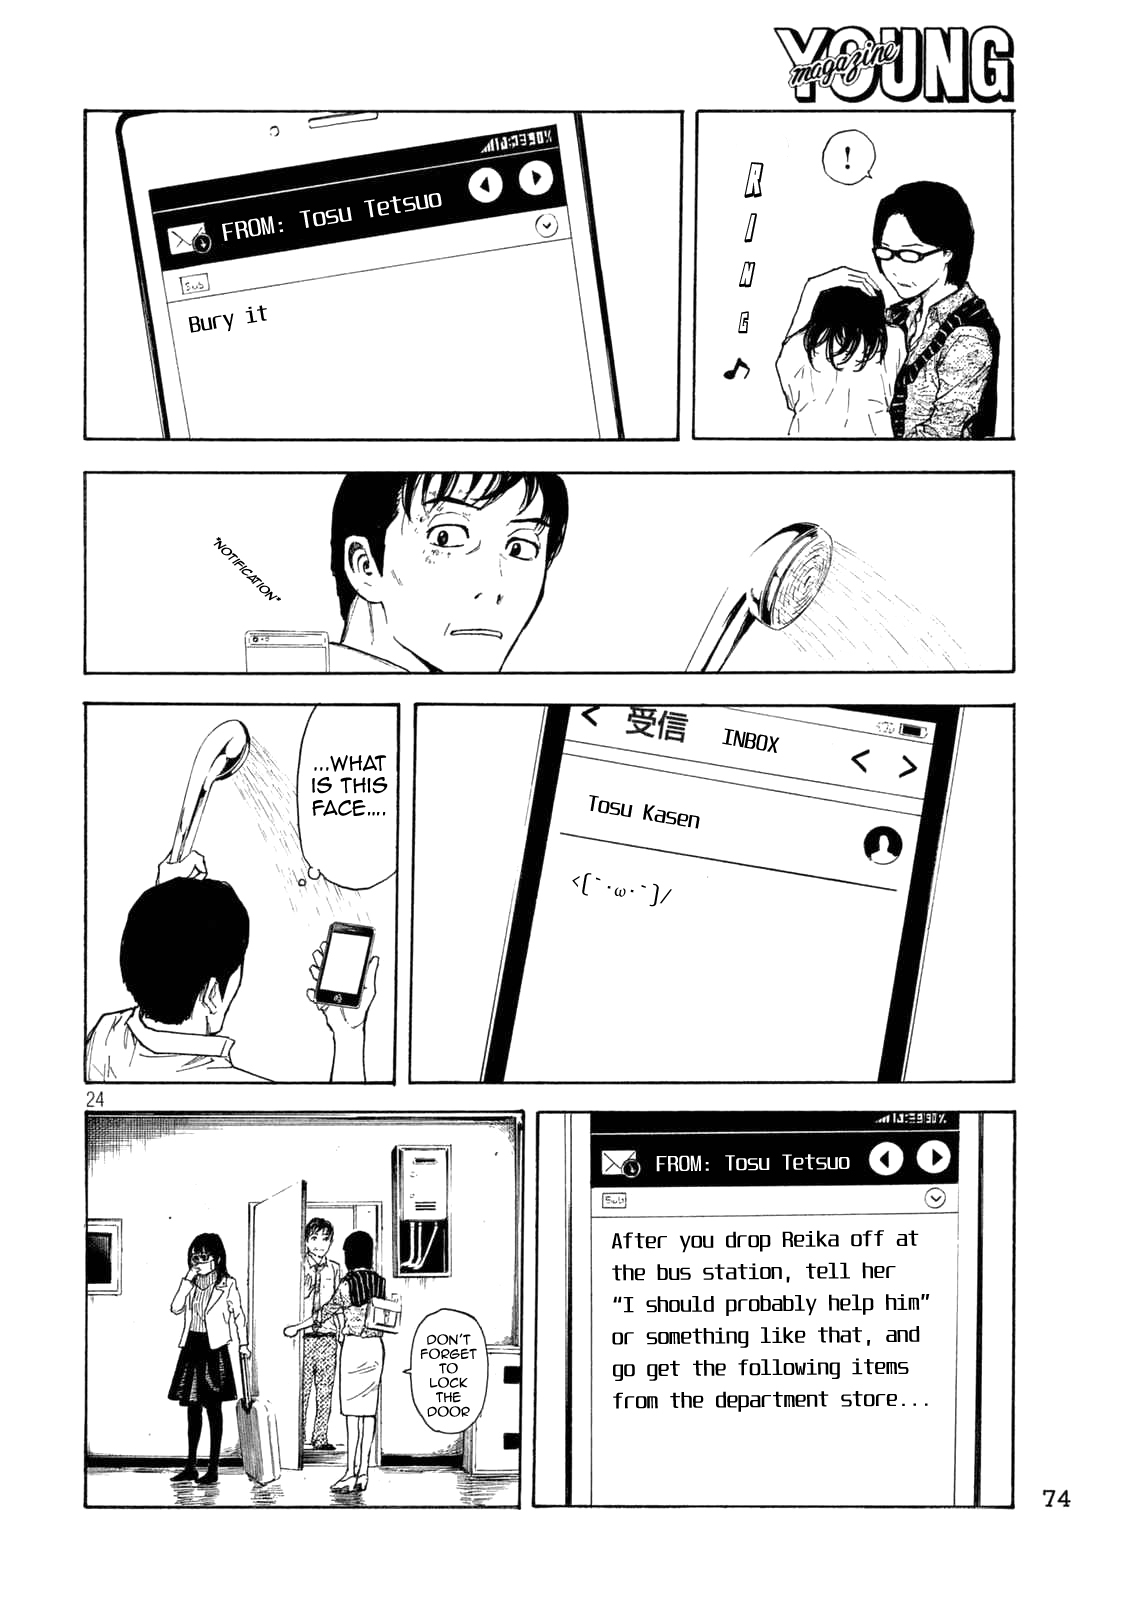 YOUNG
magazine
!
RING
FROM: Tosu Tetsuo
Sub
Bury it
"NOTIFICATION"
< 受信 INBOX
< >
Tosu Kasen
<[¯･ω･¯]/
...WHAT
IS THIS
FACE....
24
FROM: Tosu Tetsuo
Sub
After you drop Reika off at
the bus station, tell her
“I should probably help him”
or something like that, and
go get the following items
from the department store...
DON'T
FORGET
TO
LOCK
THE
DOOR
74